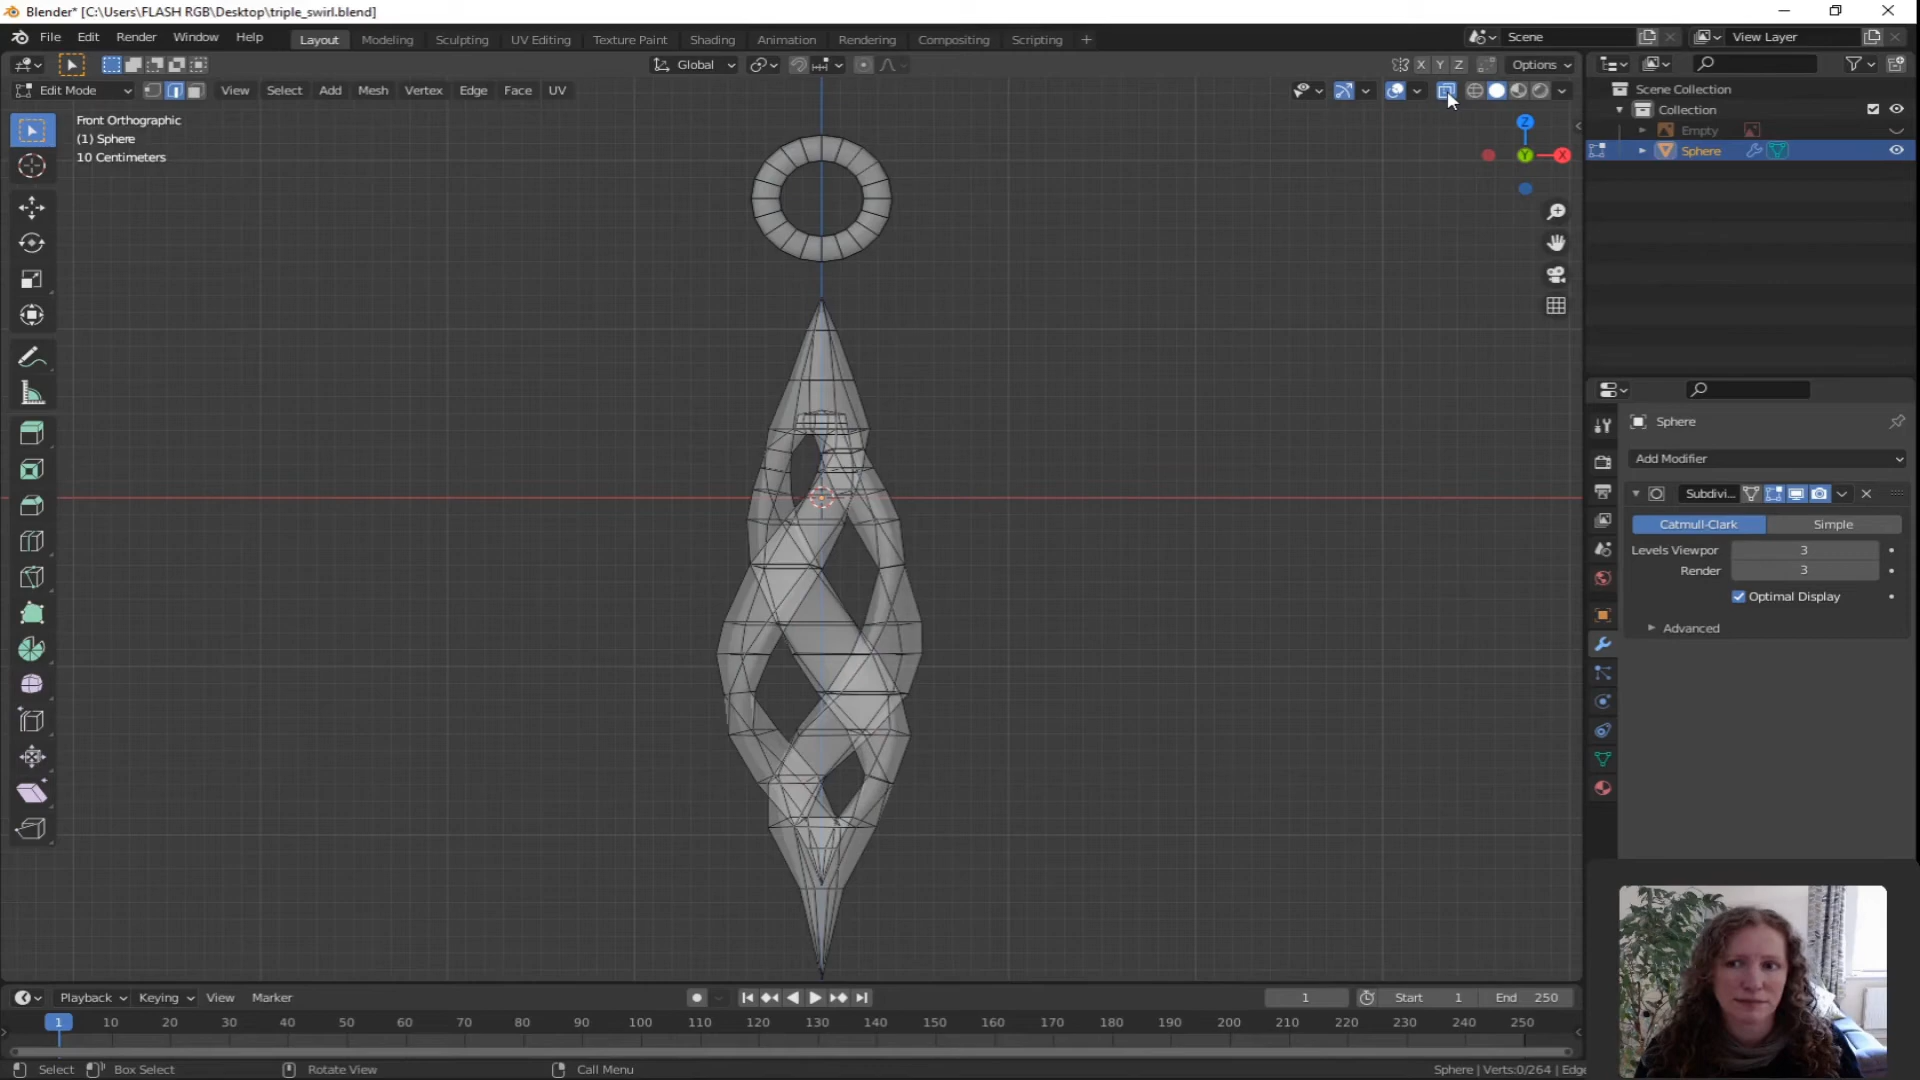 Blender* [C:\Users\FLASH RGB\Desktop\triple_swirl.blend]
File Edit Render Window Help
Layout Modeling Sculpting UV Editing Texture Paint Shading Animation Rendering Compositing Scripting +
Scene
View Layer
Global
X Y Z
Options
Edit Mode
View Select Add Mesh Vertex Edge Face UV
Front Orthographic
(1) Sphere
10 Centimeters
Z
Y
X
Scene Collection
Collection
Empty
Sphere
Sphere
Add Modifier
Subdivi...
Catmull-Clark Simple
Levels Viewpor 3
Render 3
Optimal Display
Advanced
Playback Keying View Marker
1 Start 1 End 250
1 10 20 30 40 50 60 70 80 90 100 110 120 130 140 150 160 170 180 190 200 210 220 230 240 250
Select Box Select Rotate View Call Menu
Sphere | Verts:0/264 | Edge